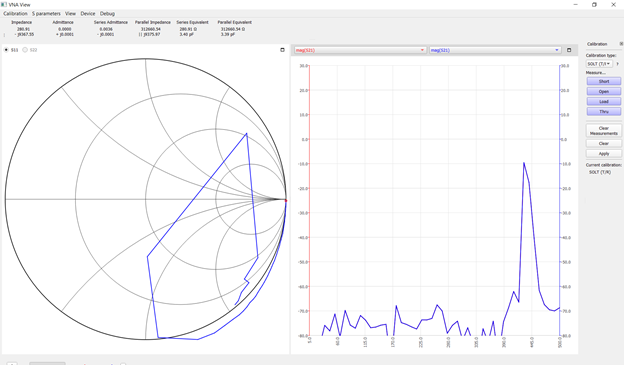 VNA View
Calibration S parameters View Device Debug
Impedance Admittance Series Admittance Parallel Impedance Series Equivalent Parallel Equivalent
280.91 0.0000 0.0036 312660.54 Ω 280.91 Ω 312660.54 Ω
- j9367.55 + j0.0001 - j0.0001 || j9375.97 3.40 pF 3.39 pF
S11 S22
mag(S21) mag(S21)
Calibration
Calibration type:
SOLT (T/R) ?
Measure...
Short
Open
Load
Thru
Clear Measurements
Clear
Apply
Current calibration:
SOLT (T/R)
30.0 30.0
20.0 20.0
10.0 10.0
0.0 0.0
-10.0 -10.0
-20.0 -20.0
-30.0 -30.0
-40.0 -40.0
-50.0 -50.0
-60.0 -60.0
-70.0 -70.0
-80.0 -80.0
5.0 60.0 115.0 170.0 225.0 280.0 335.0 390.0 445.0 500.0